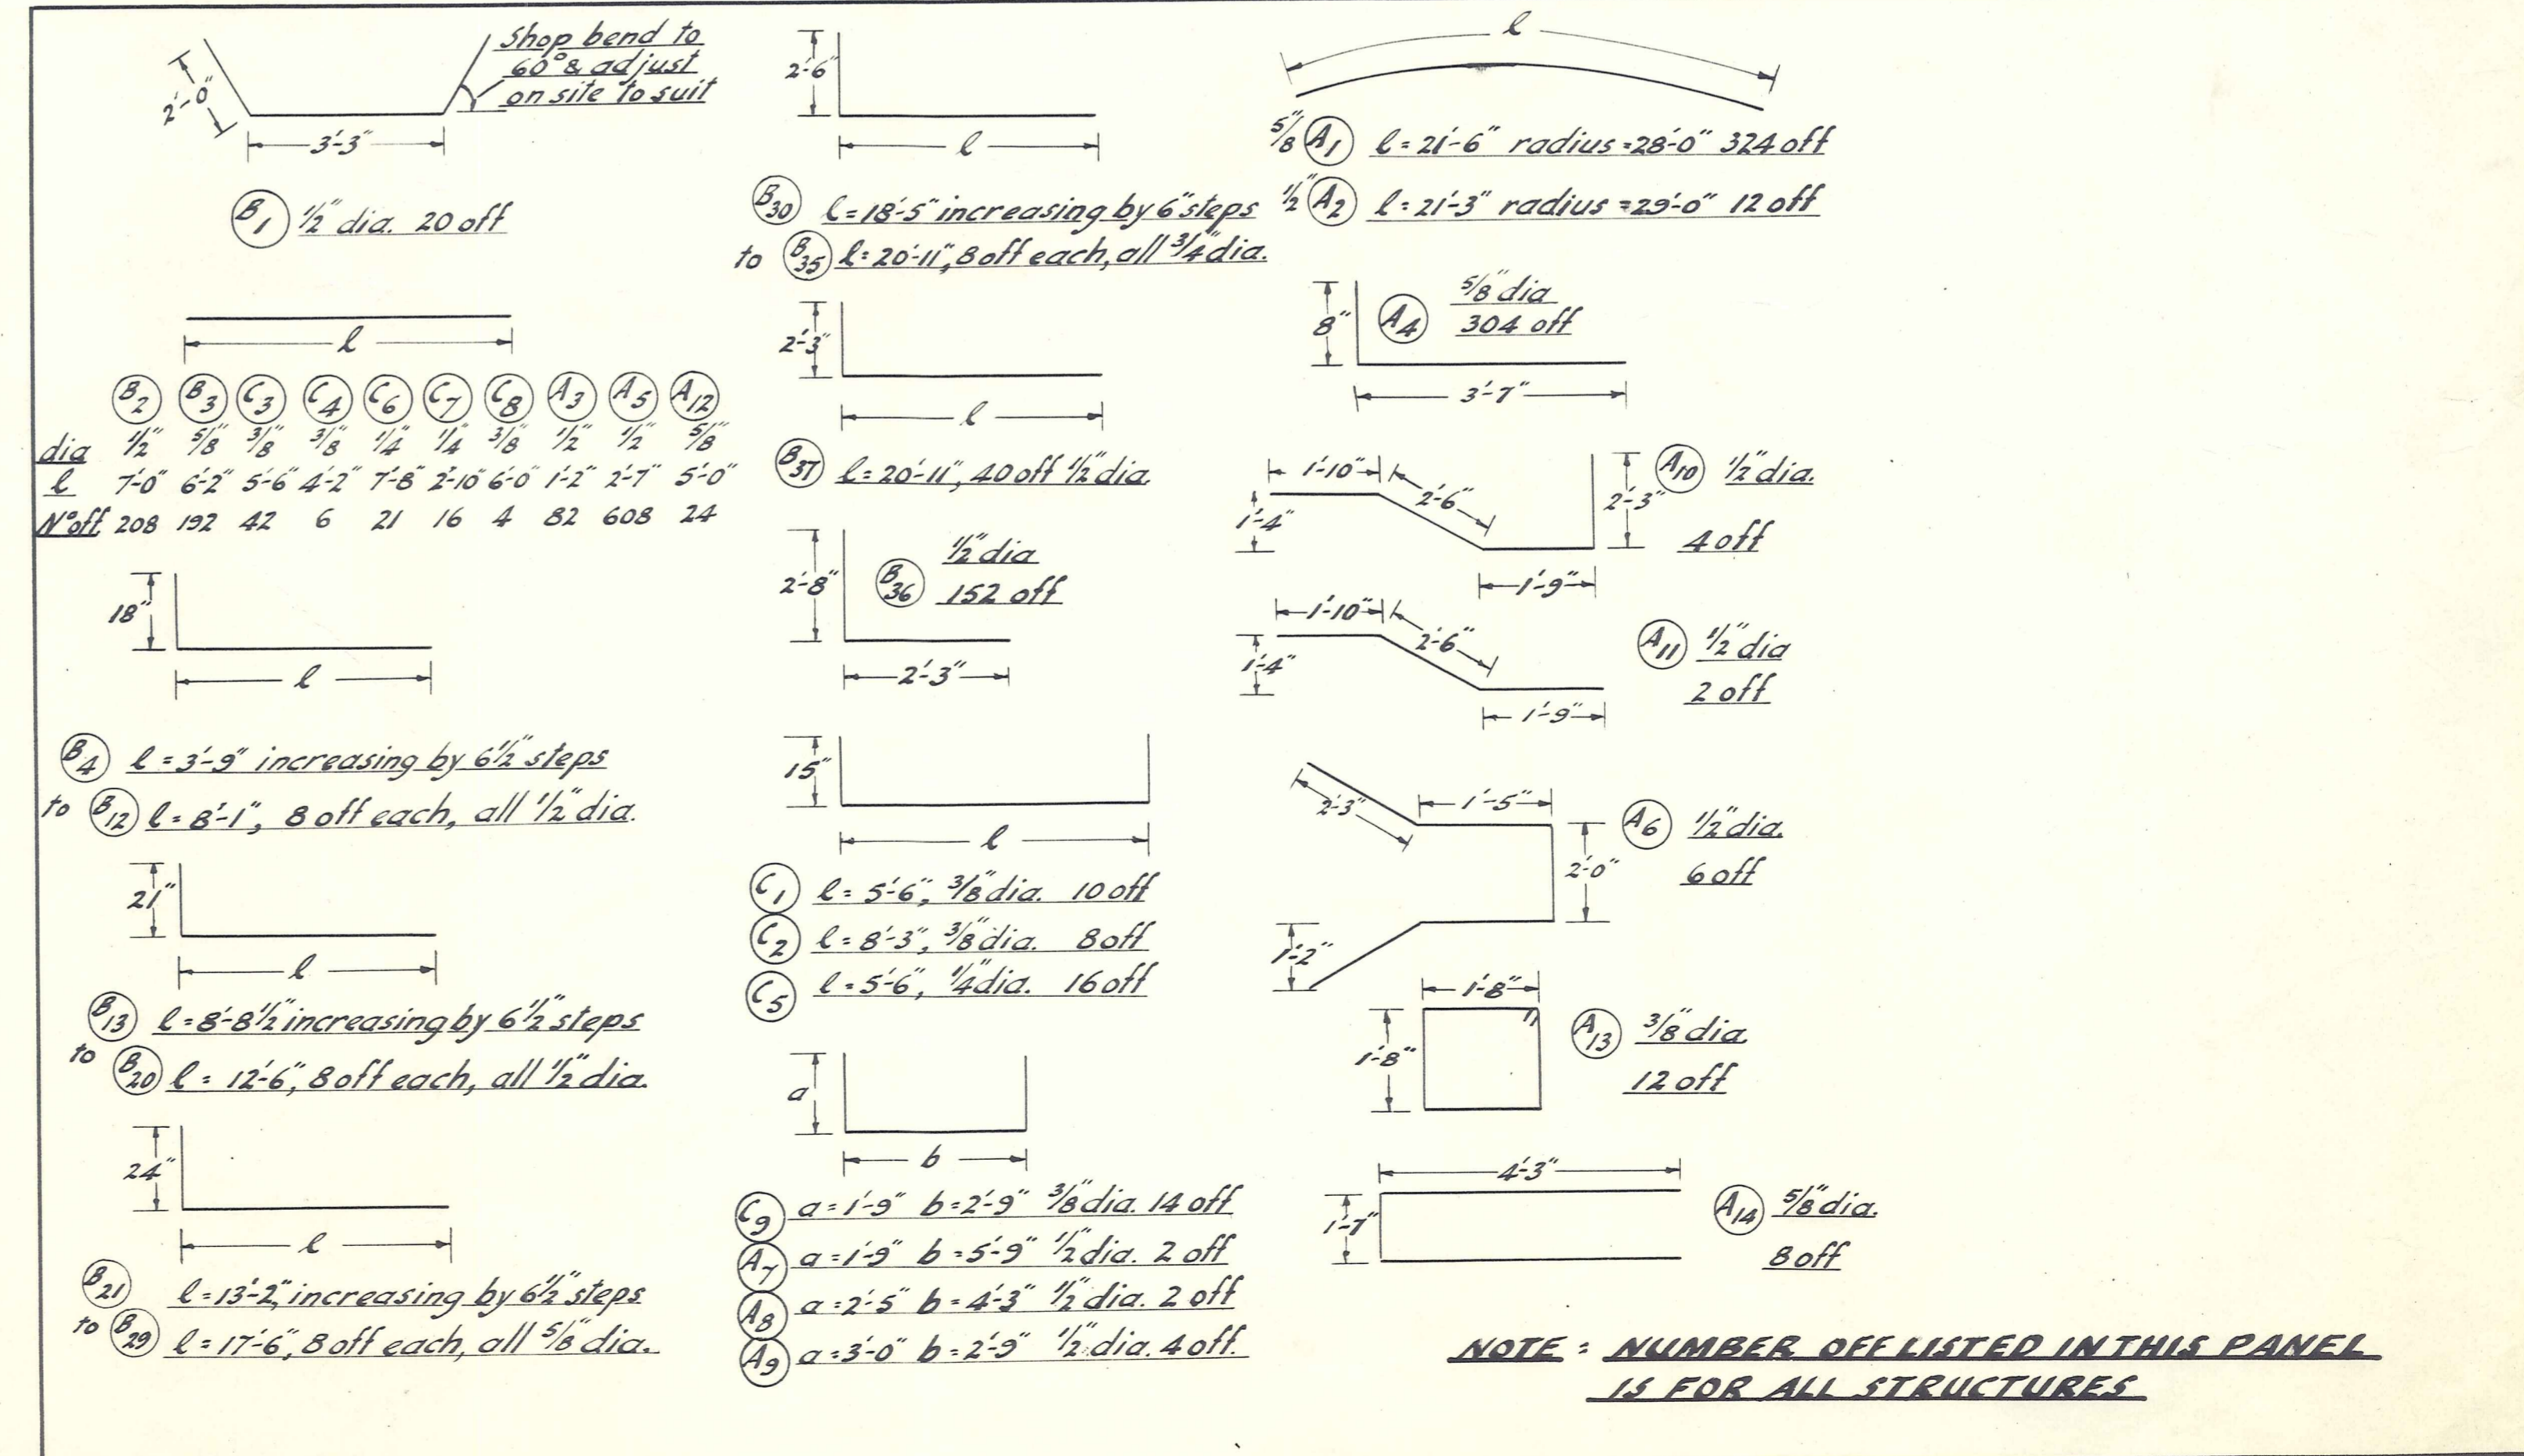 Shop bend to
60° & adjust
on site to suit
2'-0"
3'-3"
B1 1/2" dia. 20 off
l
B2 B3 C3 C4 C6 C7 C8 A3 A5 A12
dia 1/2" 5/8" 3/8" 3/8" 1/4" 1/4" 3/8" 1/2" 1/2" 5/8"
l 7'-0" 6'-2" 5'-6" 4'-2" 7'-8" 2'-10" 6'-0" 1'-2" 2'-7" 5'-0"
No off 208 192 42 6 21 16 4 82 608 24
18"
l
B4 l = 3'-9" increasing by 6 1/2" steps
to B12 l = 8'-1", 8 off each, all 1/2" dia.
21"
l
B13 l = 8'-8 1/2" increasing by 6 1/2" steps
to B20 l = 12'-6", 8 off each, all 1/2" dia.
24"
l
B21 l = 13'-2", increasing by 6 1/2" steps
to B29 l = 17'-6", 8 off each, all 5/8" dia.
2'-6"
l
B30 l = 18'-5" increasing by 6" steps
to B35 l = 20'-11", 8 off each, all 3/4" dia.
2'-3"
l
B37 l = 20'-11", 40 off 1/2" dia.
2'-8"
B36 1/2" dia
152 off
2'-3"
15"
l
C1 l = 5'-6", 3/8" dia. 10 off
C2 l = 8'-3", 3/8" dia. 8 off
C5 l = 5'-6", 1/4" dia. 16 off
a
b
C9 a = 1'-9" b = 2'-9" 3/8" dia. 14 off
A7 a = 1'-9" b = 5'-9" 1/2" dia. 2 off
A8 a = 2'-5" b = 4'-3" 1/2" dia. 2 off
A9 a = 3'-0" b = 2'-9" 1/2" dia. 4 off.
l
5/8" A1 l = 21'-6" radius = 28'-0" 324 off
1/2" A2 l = 21'-3" radius = 29'-0" 12 off
8"
A4 5/8" dia
304 off
3'-7"
1'-10"
2'-6"
1'-4"
2'-3"
1'-9"
A10 1/2" dia.
4 off
1'-10"
2'-6"
1'-4"
1'-9"
A11 1/2" dia
2 off
2'-3"
1'-5"
2'-0"
1'-2"
A6 1/2" dia.
6 off
1'-8"
1'-8"
A13 3/8" dia.
12 off
4'-3"
1'-7"
A14 5/8" dia.
8 off
NOTE : NUMBER OFF LISTED IN THIS PANEL
IS FOR ALL STRUCTURES